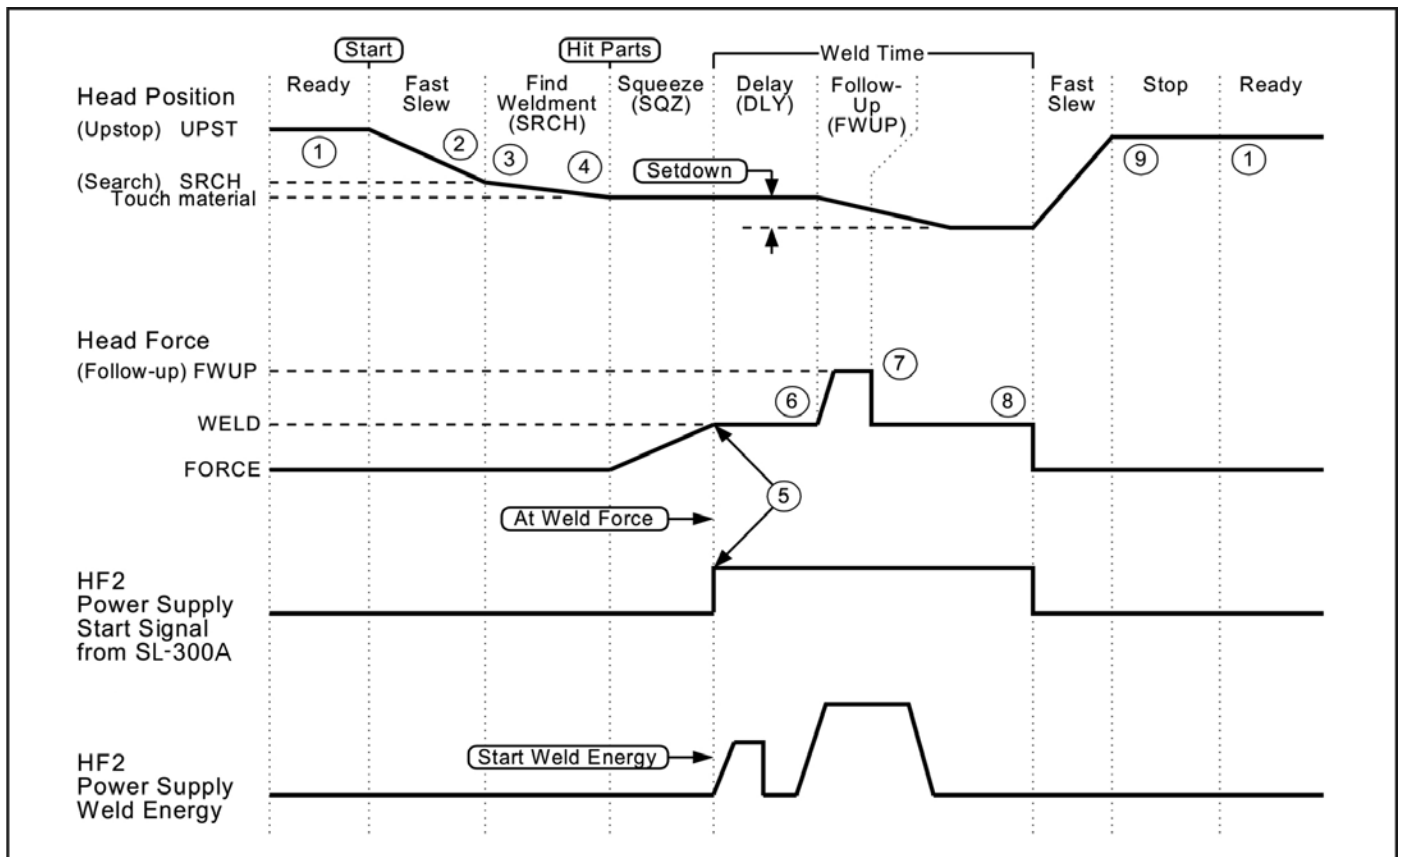 Start
Hit Parts
Weld Time
Ready
Fast
Slew
Find
Weldment
(SRCH)
Squeeze
(SQZ)
Delay
(DLY)
Follow-
Up
(FWUP)
Fast
Slew
Stop
Ready
Head Position
(Upstop) UPST
1
2
3
4
9
1
(Search) SRCH
Touch material
Setdown
Head Force
(Follow-up) FWUP
7
6
8
WELD
FORCE
5
At Weld Force
HF2
Power Supply
Start Signal
from SL-300A
Start Weld Energy
HF2
Power Supply
Weld Energy